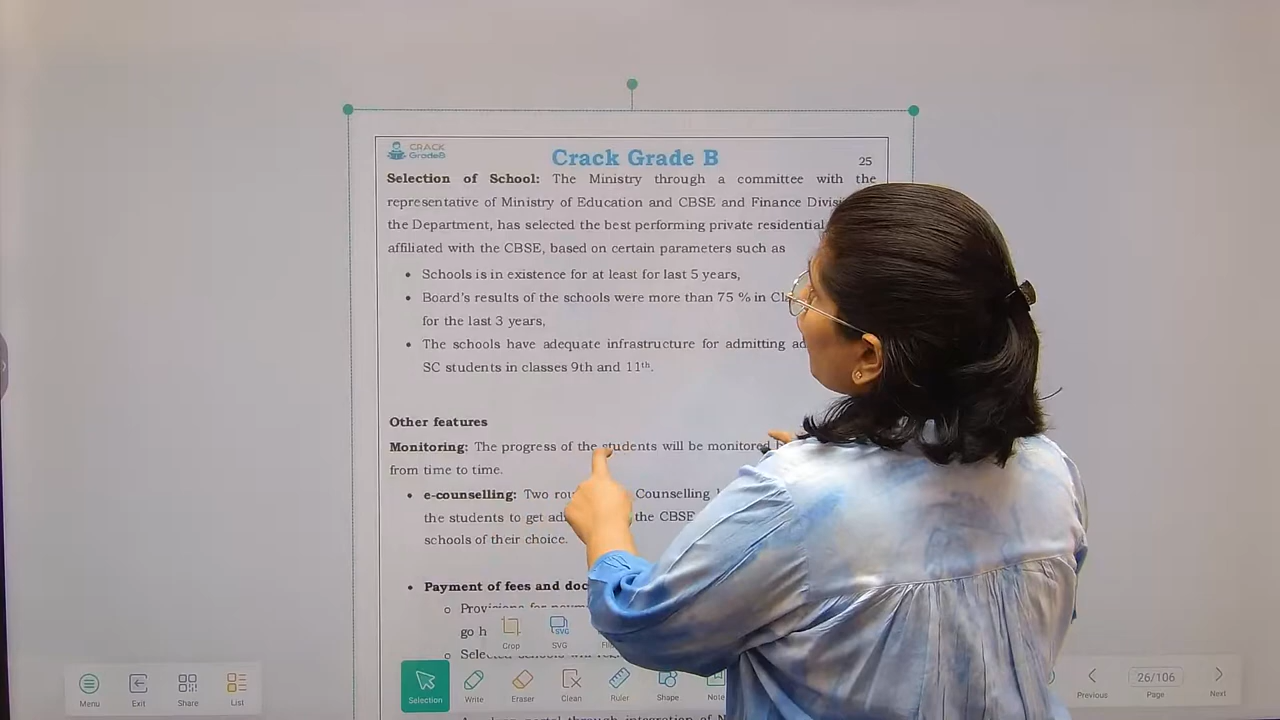 CRACK
GradeB
Crack Grade B
25
Selection of School: The Ministry through a committee with the
representative of Ministry of Education and CBSE and Finance
the Department, has selected the best performing private residential
affiliated with the CBSE, based on certain parameters such as
• Schools is in existence for at least for last 5 years,
• Board's results of the schools were more than 75 % in
for the last 3 years,
• The schools have adequate infrastructure for admitting
SC students in classes 9th and 11th.
Other features
Monitoring: The progress of the students will be monitored
from time to time.
• e-counselling: Two Counselling
the students to get the CBSE
schools of their choice.
• Payment of fees and
o
go
o schools will
Crop
SVG
Menu
Exit
Share
List
Selection
Write
Eraser
Clean
Ruler
Shape
Note
Previous
26/106
Page
Next
portal through integration of